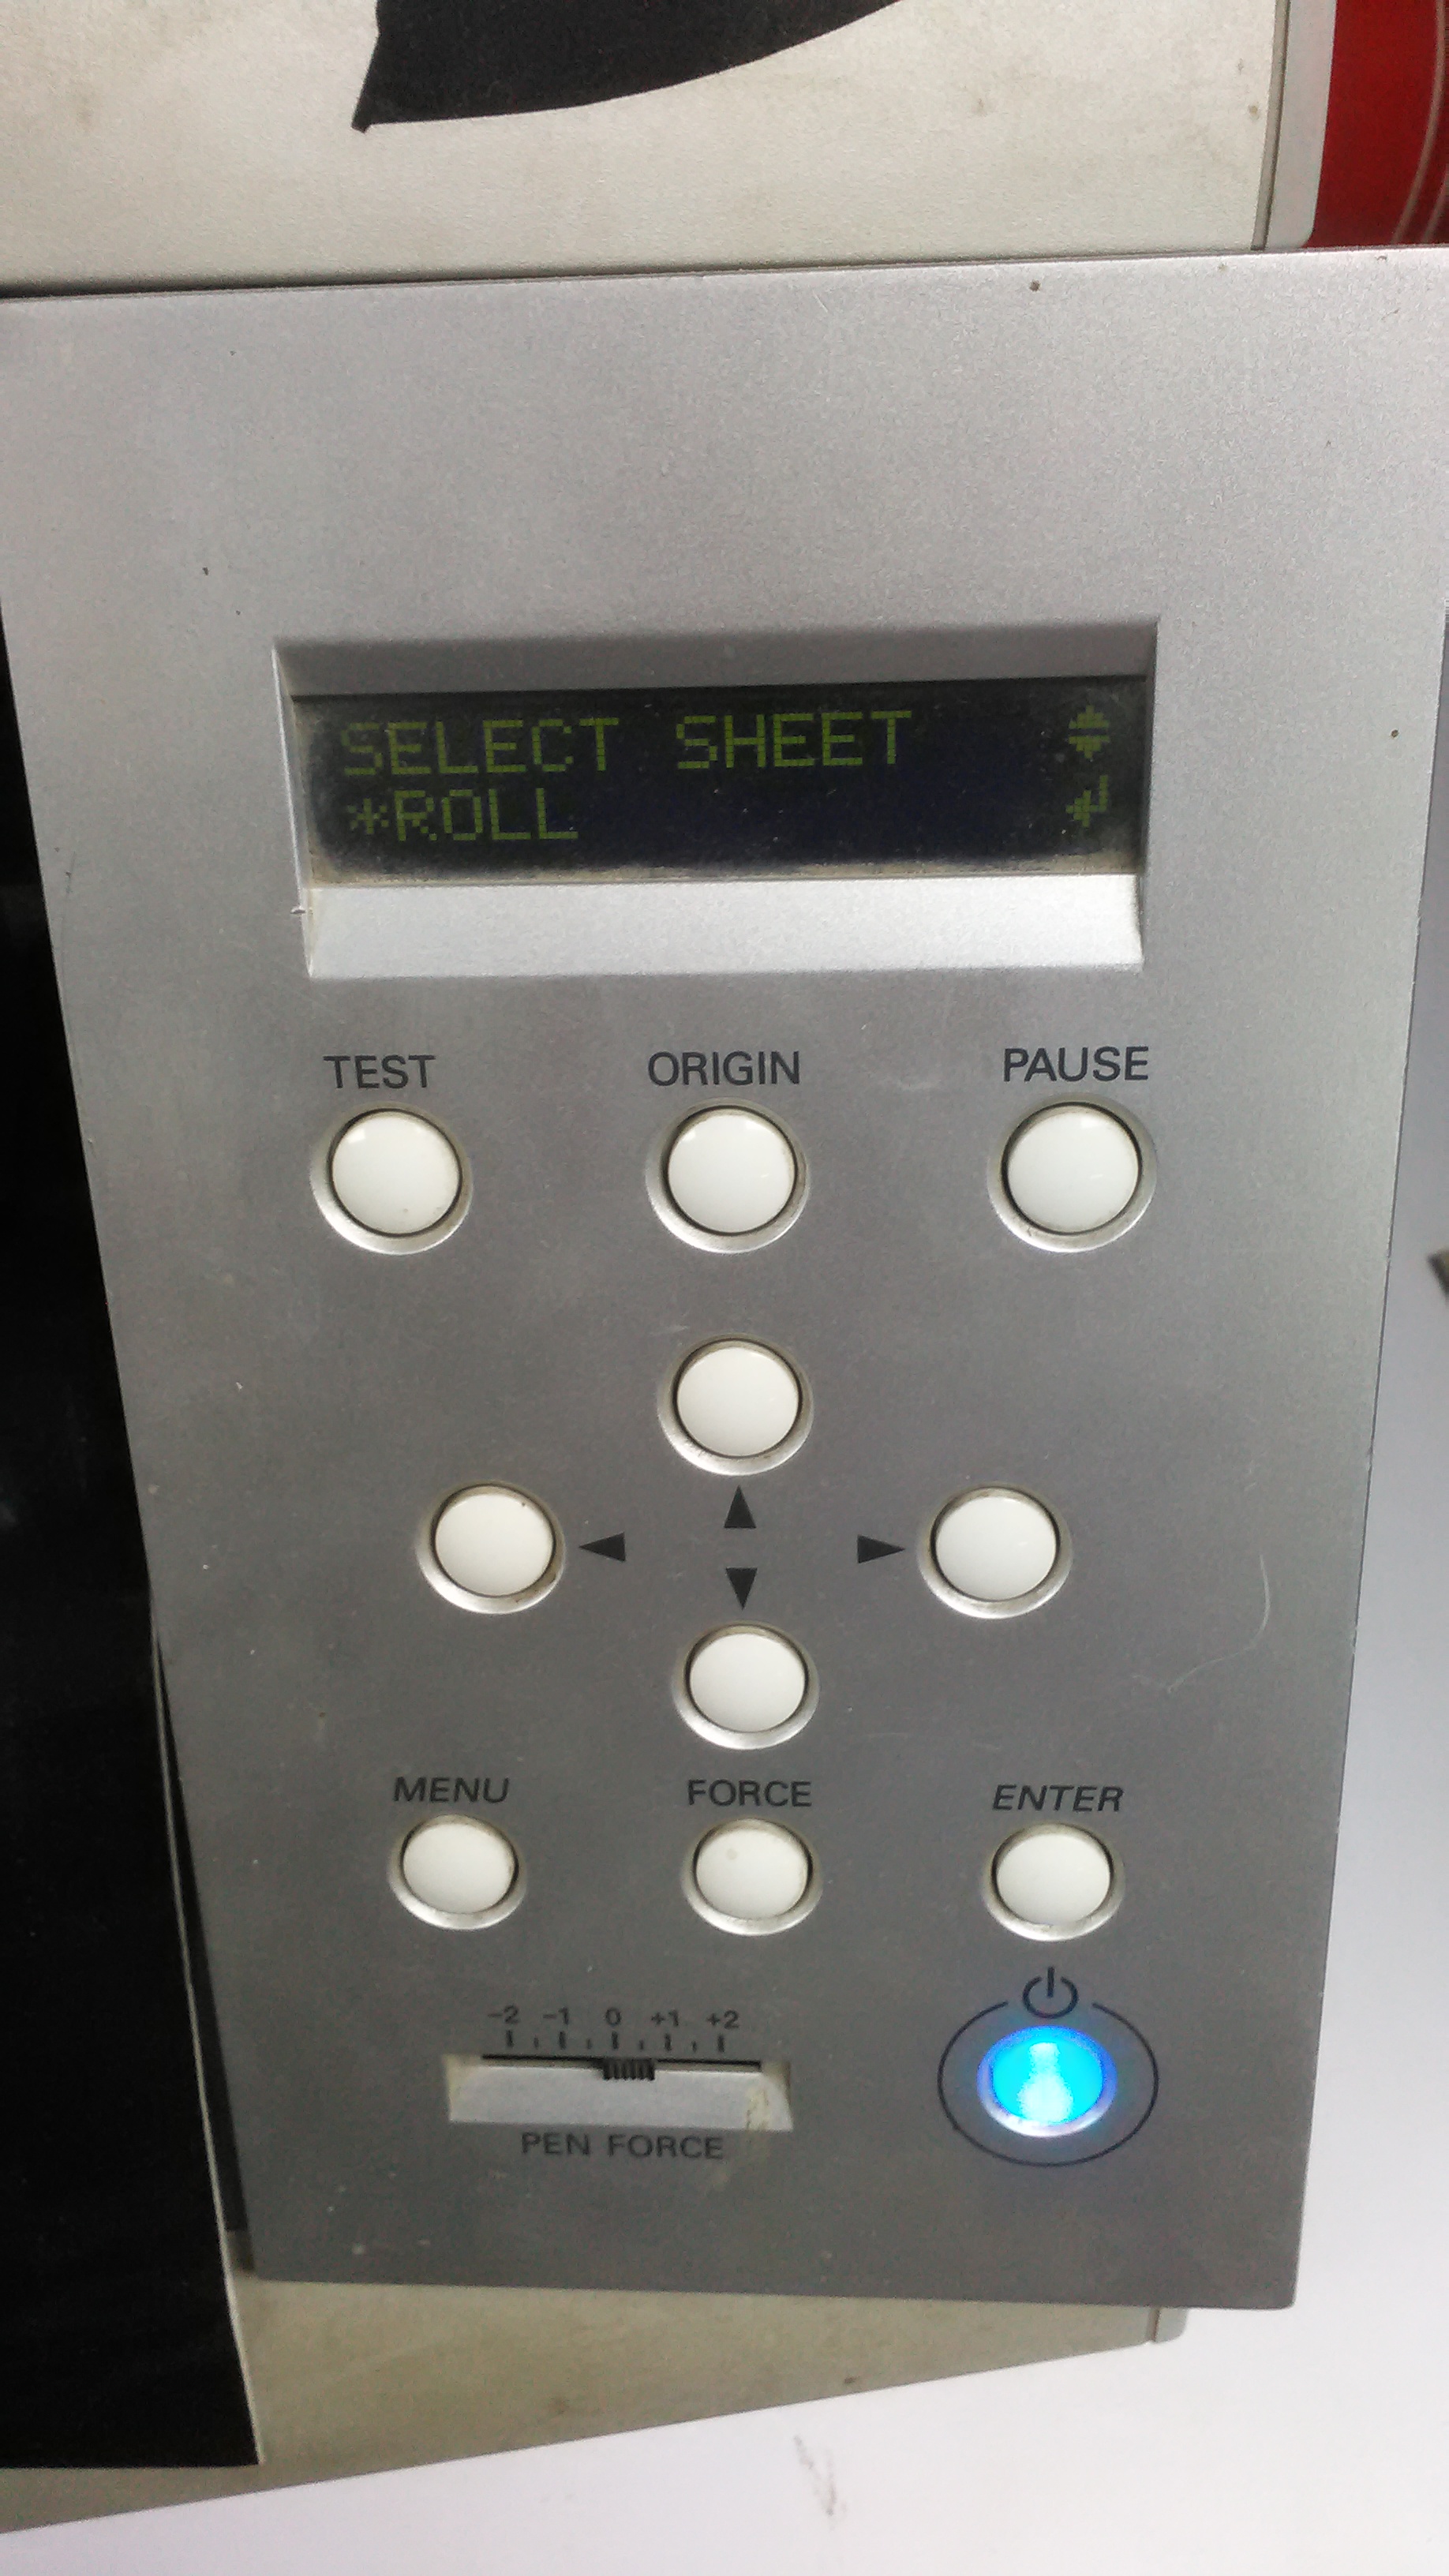 SELECT SHEET
*ROLL
TEST ORIGIN PAUSE
MENU FORCE ENTER
-2 -1 0 +1 +2
PEN FORCE